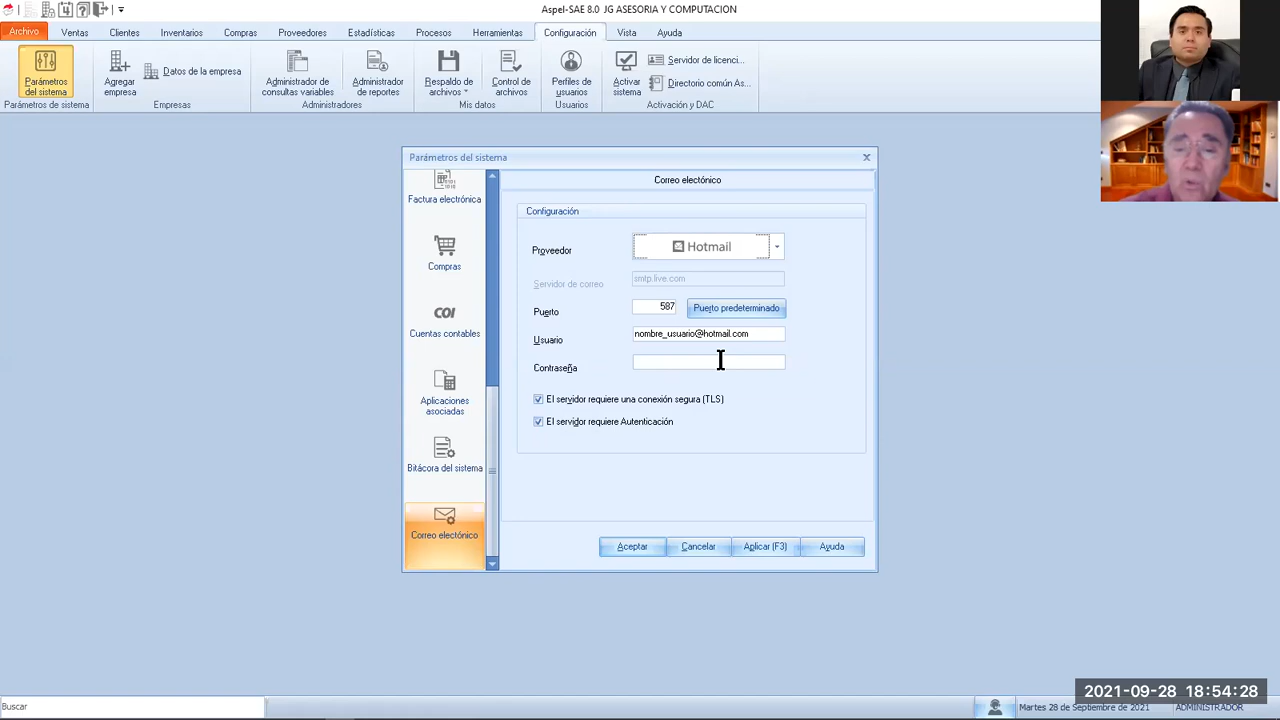 Aspel-SAE 8.0 JG ASESORIA Y COMPUTACION
Archivo Ventas Clientes Inventarios Compras Proveedores Estadísticas Procesos Herramientas Configuración Vista Ayuda
Parámetros del sistema
Agregar empresa
Datos de la empresa
Administrador de consultas variables
Administrador de reportes
Respaldo de archivos
Control de archivos
Perfiles de usuarios
Activar sistema
Servidor de licenci...
Directorio común As...
Parámetros de sistema Empresas Administradores Mis datos Usuarios Activación y DAC
Parámetros del sistema
Factura electrónica
Compras
COI
Cuentas contables
Aplicaciones asociadas
Bitácora del sistema
Correo electrónico
Correo electrónico
Configuración
Proveedor Hotmail
Servidor de correo smtp.live.com
Puerto 587 Puerto predeterminado
Usuario nombre_usuario@hotmail.com
Contraseña
El servidor requiere una conexión segura (TLS)
El servidor requiere Autenticación
Aceptar Cancelar Aplicar (F3) Ayuda
2021-09-28 18:54:28
Buscar
Martes 28 de Septiembre de 2021 ADMINISTRADOR